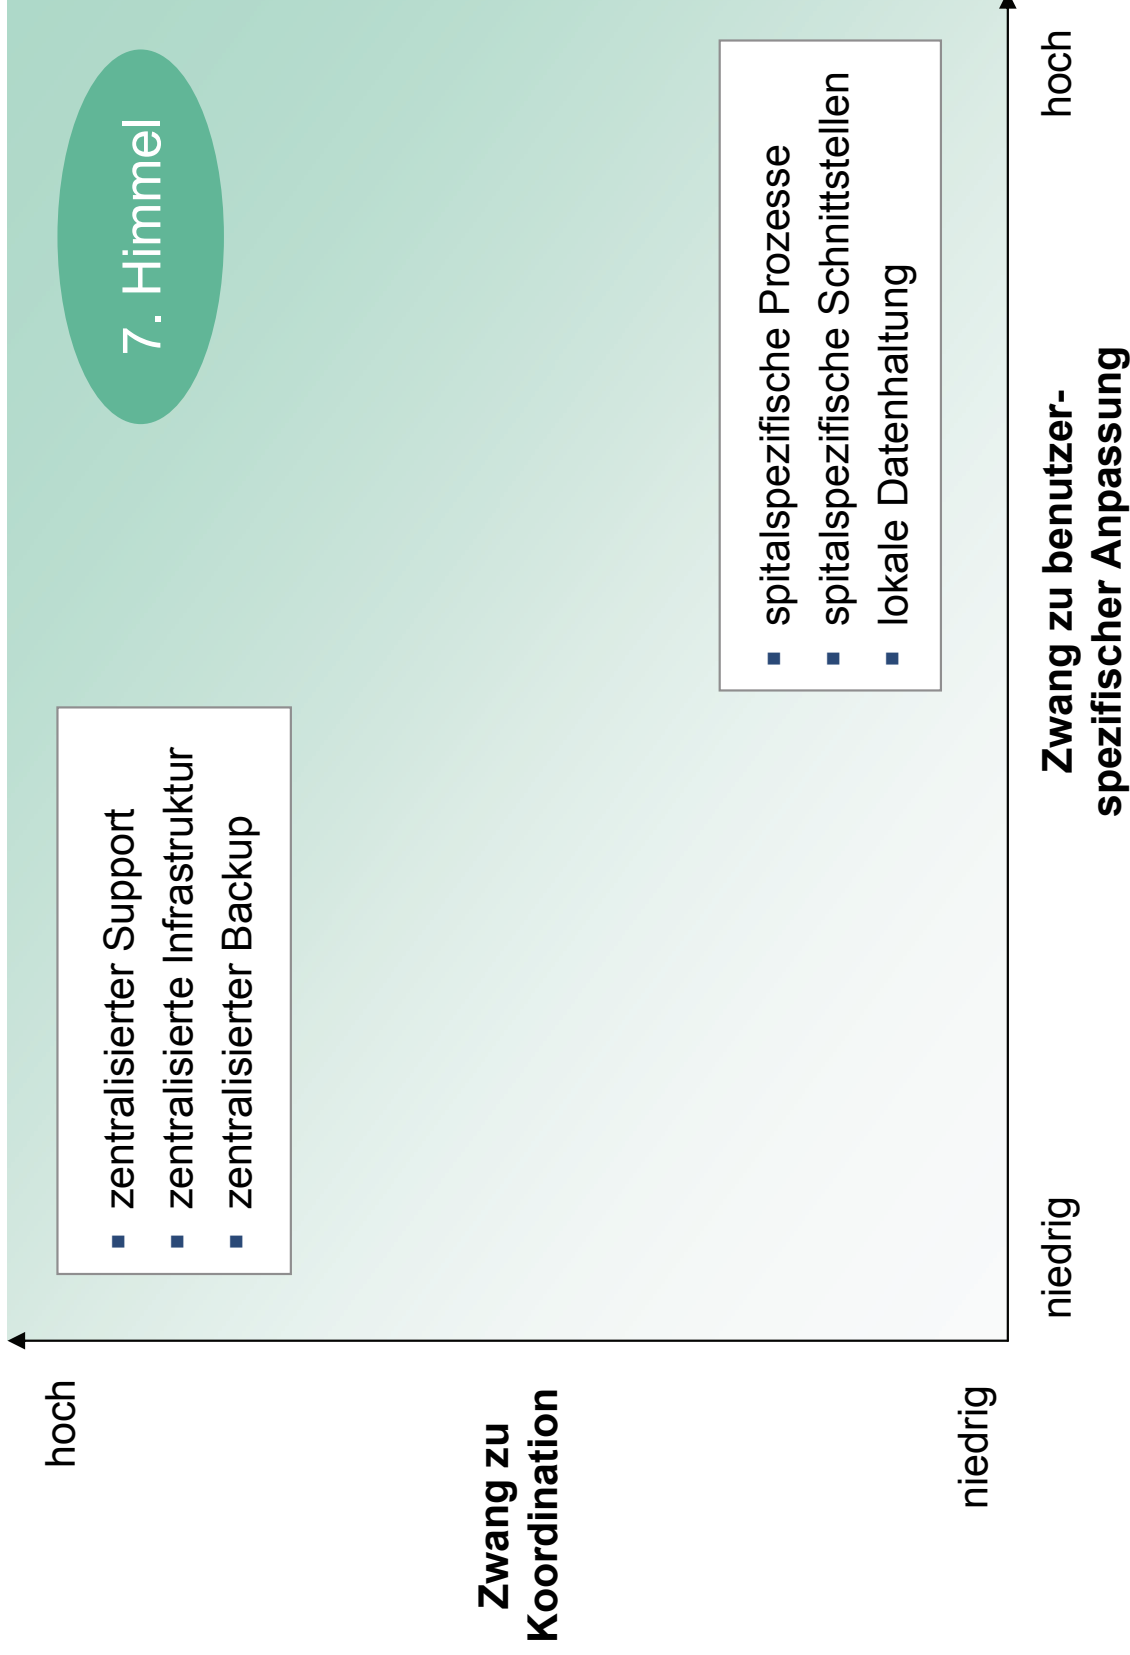 hoch
Zwang zu
Koordination
niedrig
zentralisierter Support
zentralisierte Infrastruktur
zentralisierter Backup
7. Himmel
spitalspezifische Prozesse
spitalspezifische Schnittstellen
lokale Datenhaltung
niedrig
Zwang zu benutzer-
spezifischer Anpassung
hoch